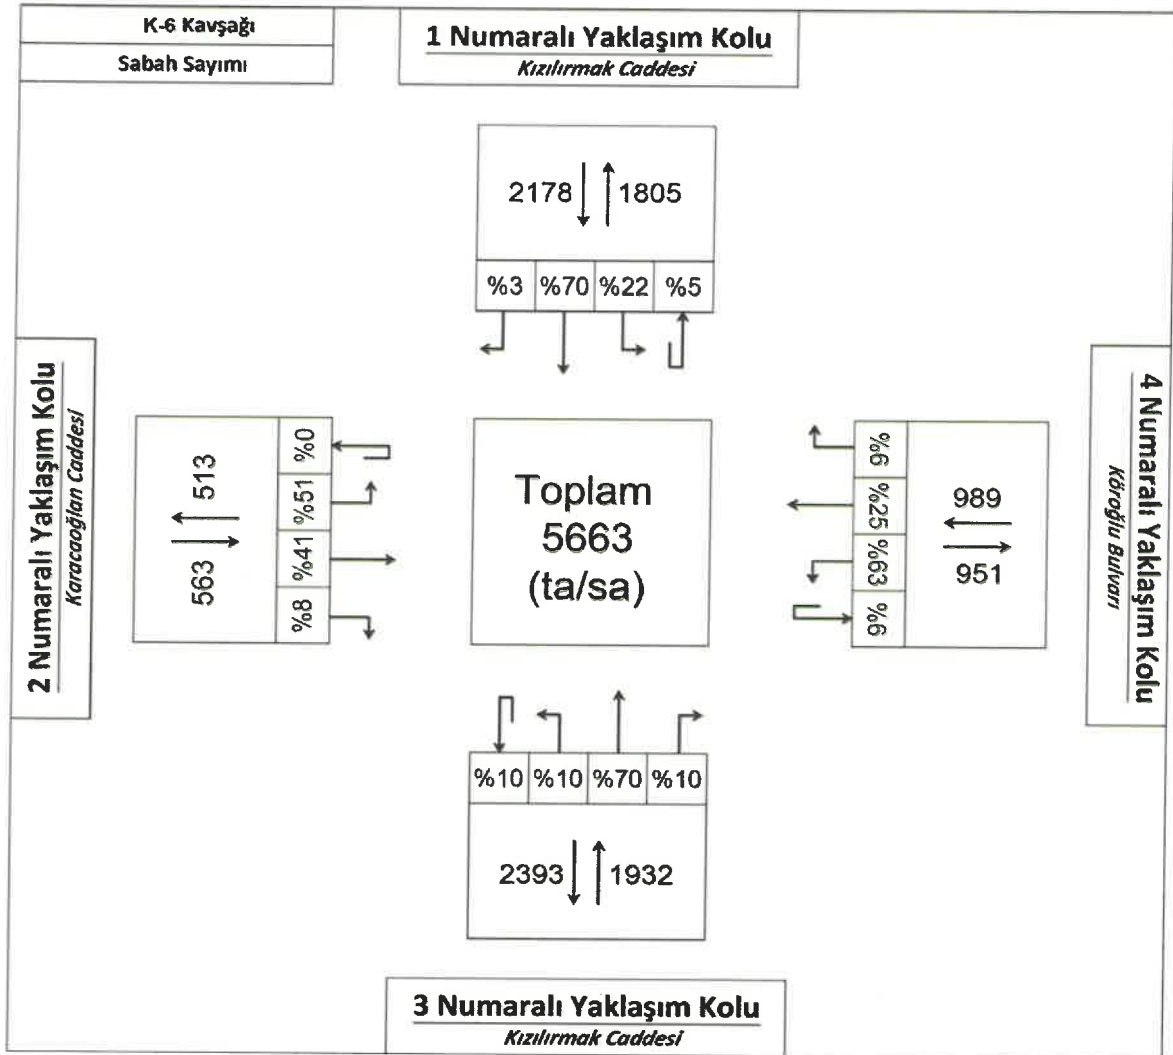 K-6 Kavşağı
Sabah Sayımı
1 Numaralı Yaklaşım Kolu
Kızılırmak Caddesi
2178 1805
%3 %70 %22 %5
2 Numaralı Yaklaşım Kolu
Karacaoğlan Caddesi
513
563
%0
%51
%41
%8
Toplam
5663
(ta/sa)
%6
%25
%63
%6
989
951
4 Numaralı Yaklaşım Kolu
Köroğlu Bulvarı
%10 %10 %70 %10
2393 1932
3 Numaralı Yaklaşım Kolu
Kızılırmak Caddesi